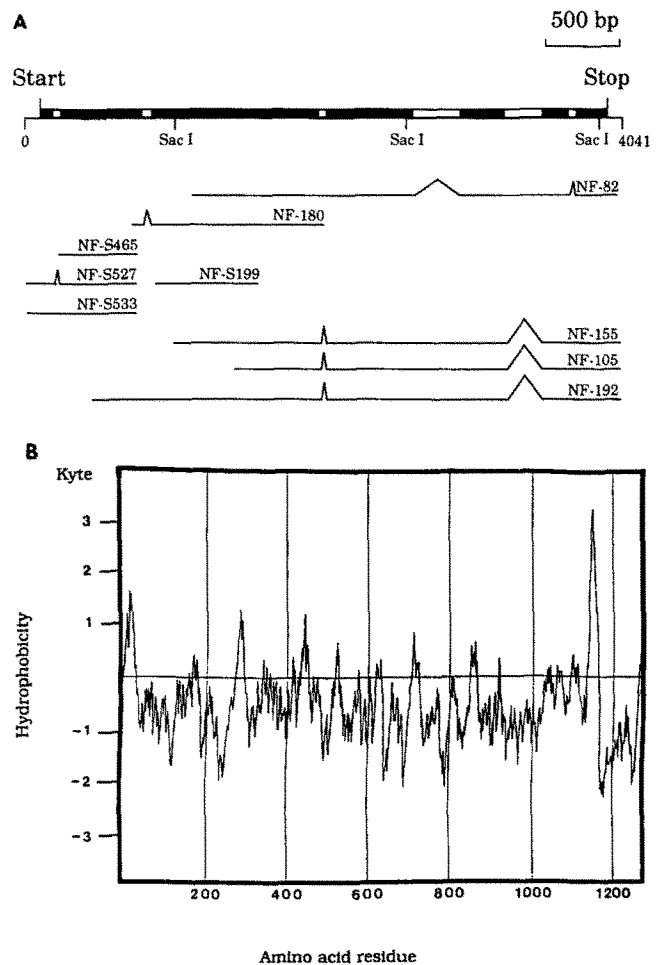 A
500 bp
Start
Stop
0
Sac I
Sac I
Sac I
4041
NF-82
NF-180
NF-S465
NF-S527
NF-S199
NF-S533
NF-155
NF-105
NF-192
B
Kyte
3
2
1
-1
-2
-3
Hydrophobicity
200
400
600
800
1000
1200
Amino acid residue